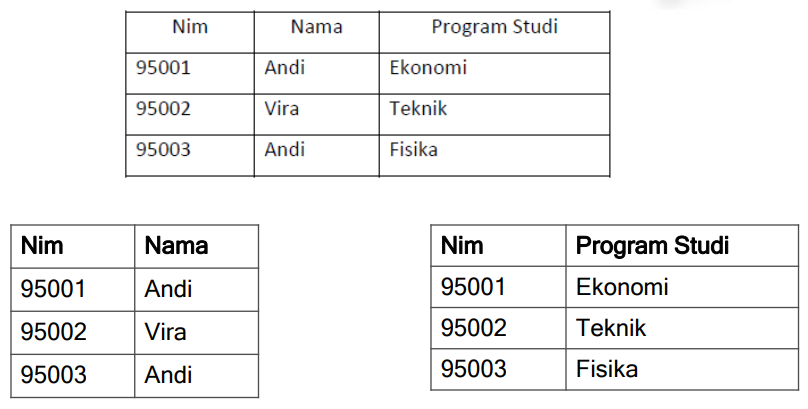 Nim Nama Program Studi
95001 Andi Ekonomi
95002 Vira Teknik
95003 Andi Fisika
Nim Nama
95001 Andi
95002 Vira
95003 Andi
Nim Program Studi
95001 Ekonomi
95002 Teknik
95003 Fisika